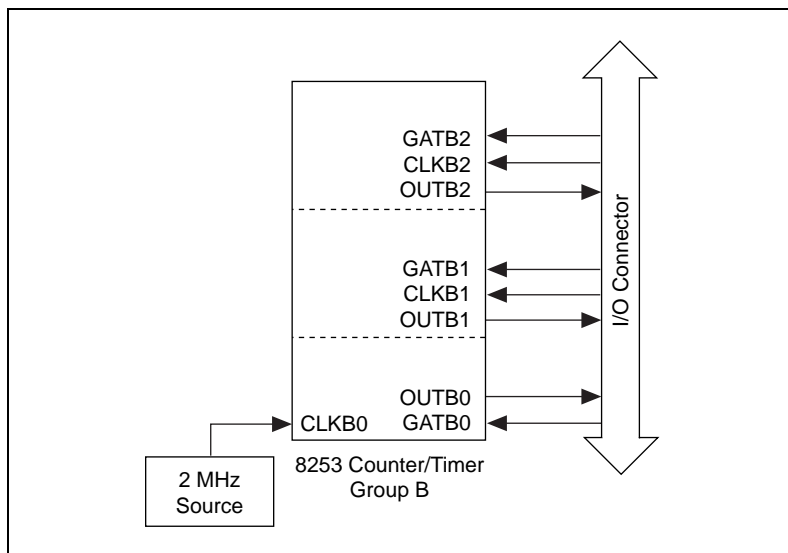 GATB2
CLKB2
OUTB2
GATB1
CLKB1
OUTB1
OUTB0
CLKB0 GATB0
I/O Connector
2 MHz
Source
8253 Counter/Timer
Group B